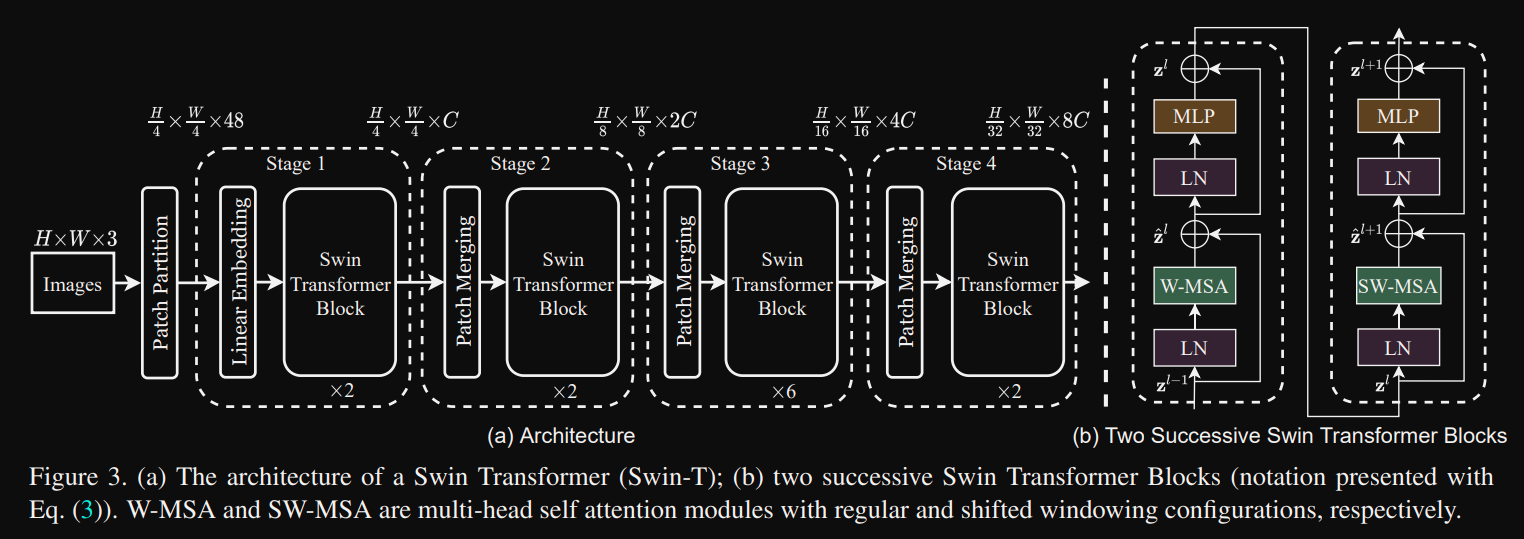 H/4 × W/4 × 48
H/4 × W/4 × C
H/8 × W/8 × 2C
H/16 × W/16 × 4C
H/32 × W/32 × 8C
Stage 1
Stage 2
Stage 3
Stage 4
H×W×3
Images
Patch Partition
Linear Embedding
Swin
Transformer
Block
×2
Patch Merging
Swin
Transformer
Block
×2
Patch Merging
Swin
Transformer
Block
×6
Patch Merging
Swin
Transformer
Block
×2
(a) Architecture
z^l
MLP
LN
ẑ^l
W-MSA
LN
z^{l−1}
z^{l+1}
MLP
LN
ẑ^{l+1}
SW-MSA
LN
z^l
(b) Two Successive Swin Transformer Blocks
Figure 3. (a) The architecture of a Swin Transformer (Swin-T); (b) two successive Swin Transformer Blocks (notation presented with
Eq. (3)). W-MSA and SW-MSA are multi-head self attention modules with regular and shifted windowing configurations, respectively.